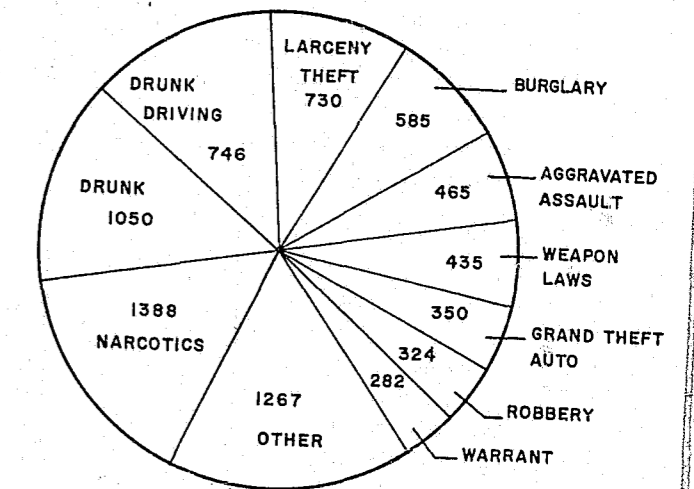 LARCENY
THEFT
730
BURGLARY
585
AGGRAVATED
ASSAULT
465
WEAPON
LAWS
435
GRAND THEFT
AUTO
350
ROBBERY
324
WARRANT
282
1267
OTHER
1388
NARCOTICS
DRUNK
1050
DRUNK
DRIVING
746